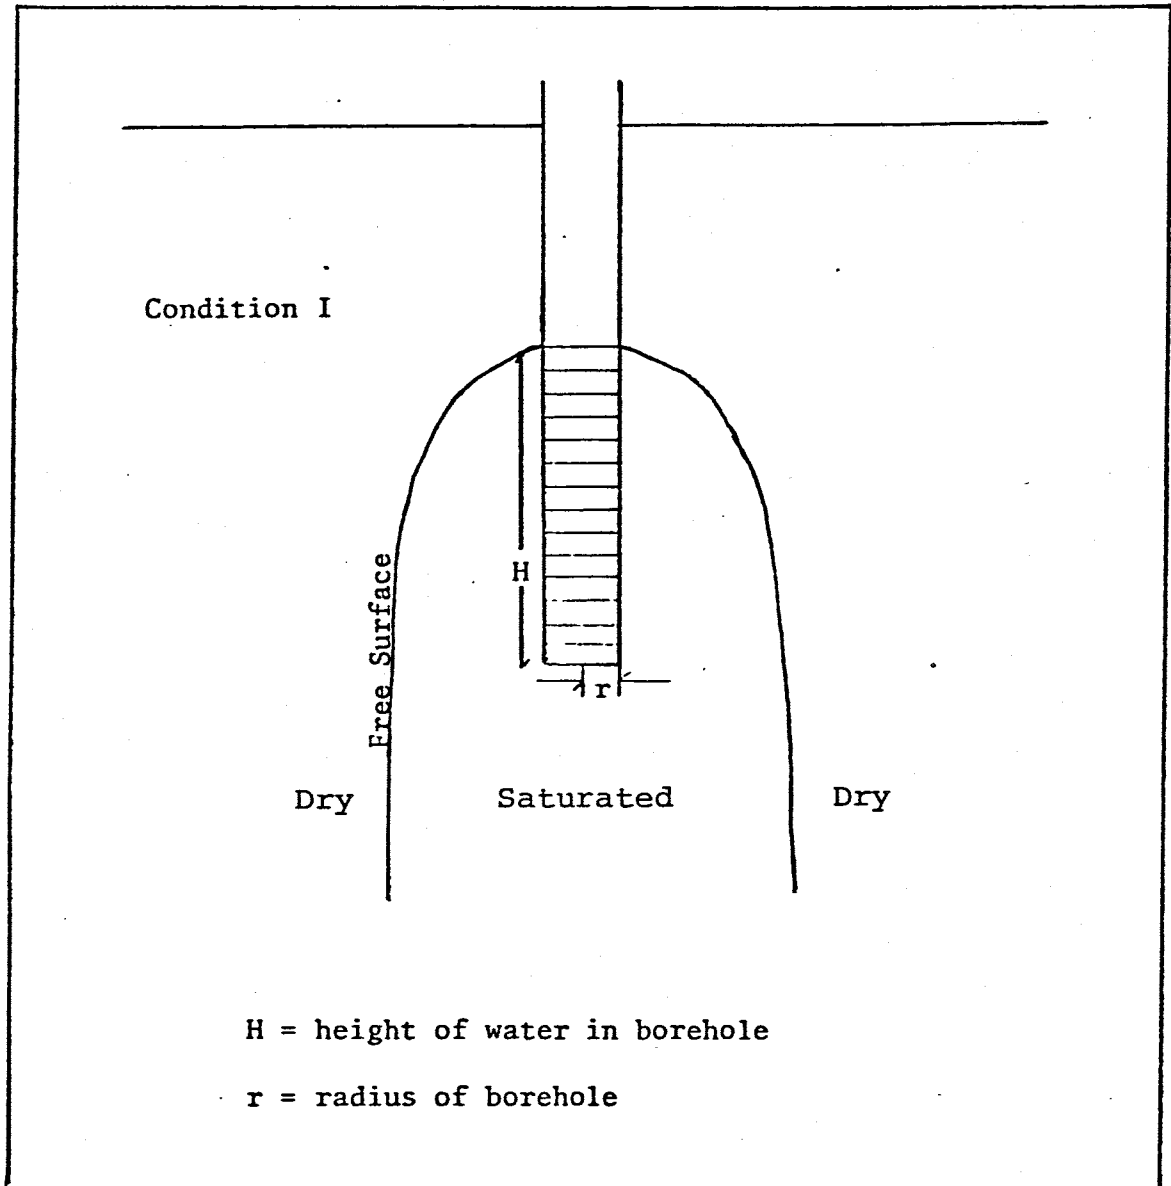 Condition I
H
r
Free Surface
Dry
Saturated
Dry
H = height of water in borehole
r = radius of borehole